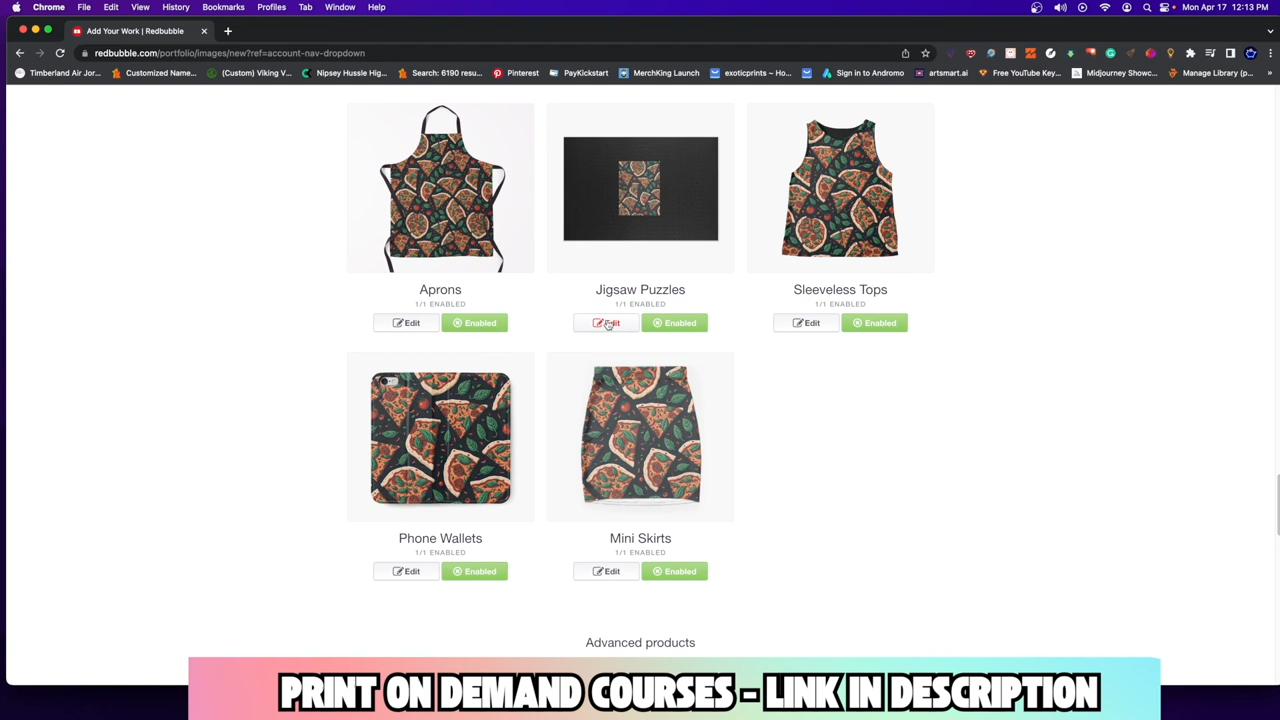 Chrome File Edit View History Bookmarks Profiles Tab Window Help Mon Apr 17 12:13 PM
Add Your Work | Redbubble
redbubble.com/portfolio/images/new?ref=account-nav-dropdown
Timberland Air Jor... Customized Name... (Custom) Viking V... Nipsey Hussle Hig... Search: 6190 resu... Pinterest PayKickstart MerchKing Launch exoticprints – Ho... Sign in to Andromo artsmart.ai Free YouTube Key... Midjourney Showc... Manage Library (p...
Aprons Jigsaw Puzzles Sleeveless Tops
1/1 ENABLED 1/1 ENABLED 1/1 ENABLED
Edit Enabled Edit Enabled Edit Enabled
Phone Wallets Mini Skirts
1/1 ENABLED 1/1 ENABLED
Edit Enabled Edit Enabled
Advanced products
PRINT ON DEMAND COURSES - LINK IN DESCRIPTION